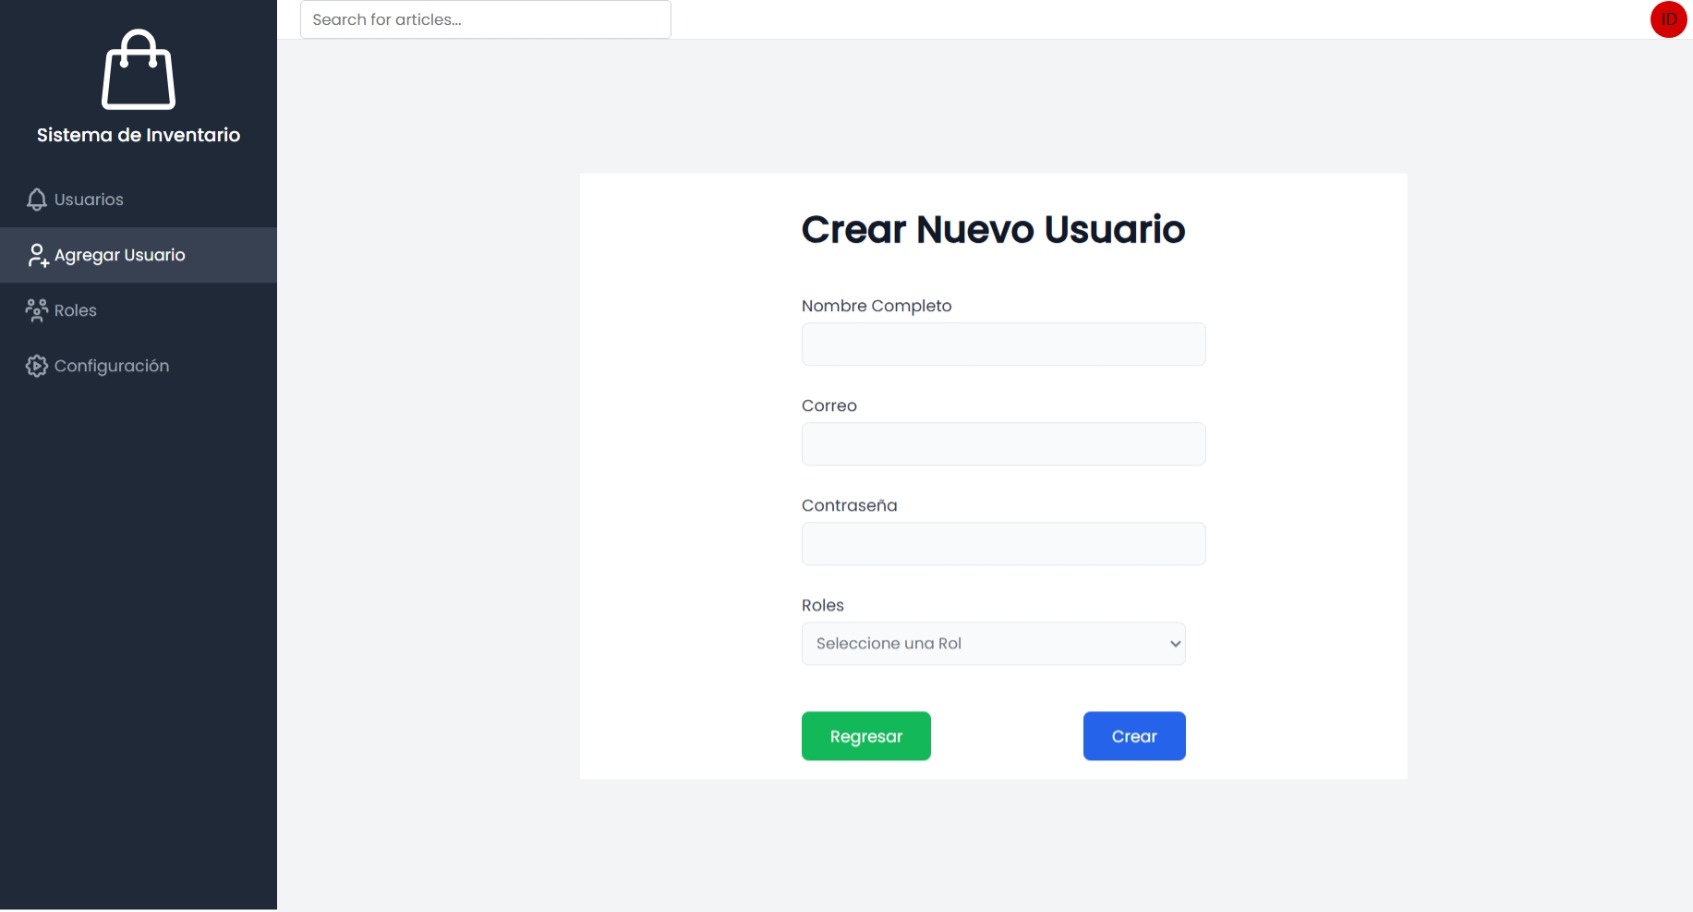 Search for articles...
ID
Sistema de Inventario
Usuarios
Agregar Usuario
Roles
Configuración
Crear Nuevo Usuario
Nombre Completo
Correo
Contraseña
Roles
Seleccione una Rol
Regresar
Crear